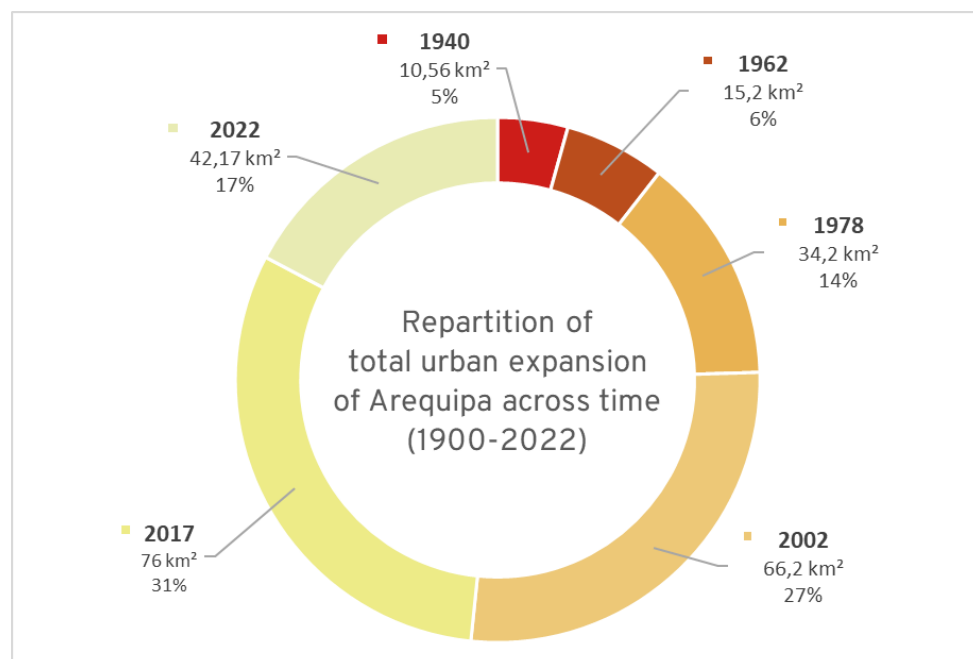 1940
10,56 km²
5%
1962
15,2 km²
6%
1978
34,2 km²
14%
2002
66,2 km²
27%
2017
76 km²
31%
2022
42,17 km²
17%
Repartition of
total urban expansion
of Arequipa across time
(1900-2022)